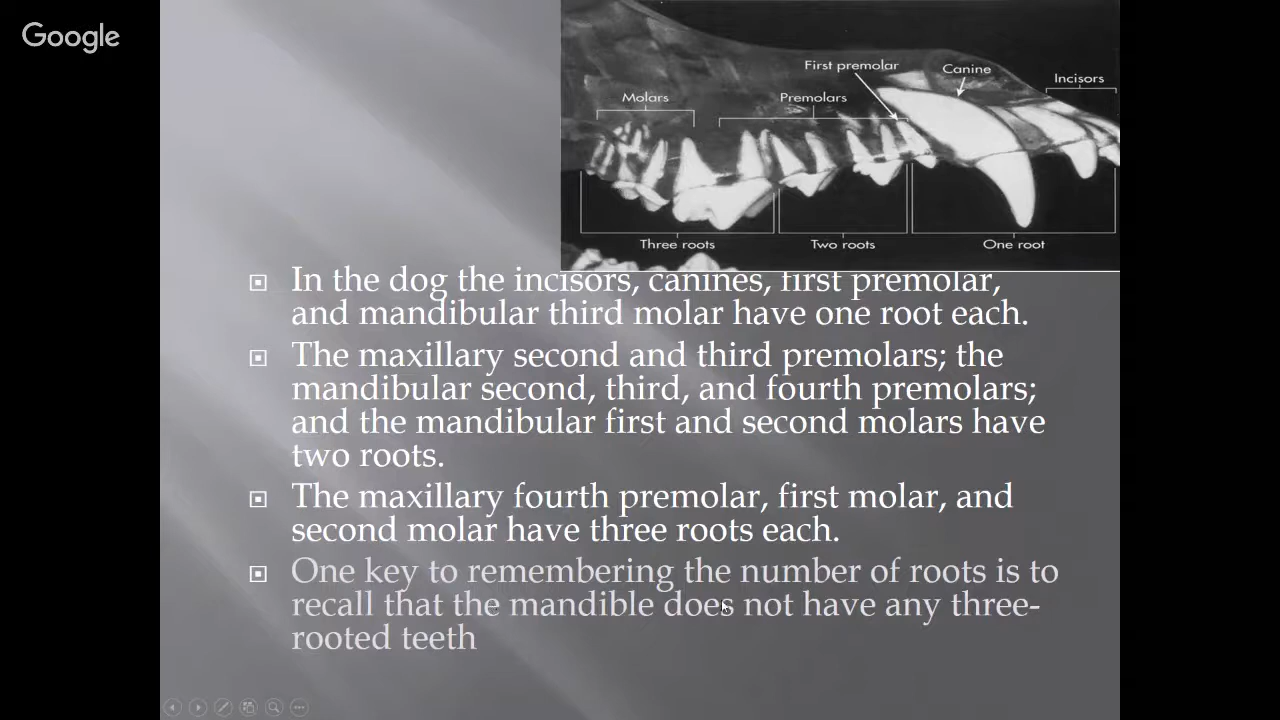 Google
First premolar
Canine
Incisors
Molars
Premolars
Three roots
Two roots
One root
In the dog the incisors, canines, first premolar,
and mandibular third molar have one root each.
The maxillary second and third premolars; the
mandibular second, third, and fourth premolars;
and the mandibular first and second molars have
two roots.
The maxillary fourth premolar, first molar, and
second molar have three roots each.
One key to remembering the number of roots is to
recall that the mandible does not have any three-
rooted teeth